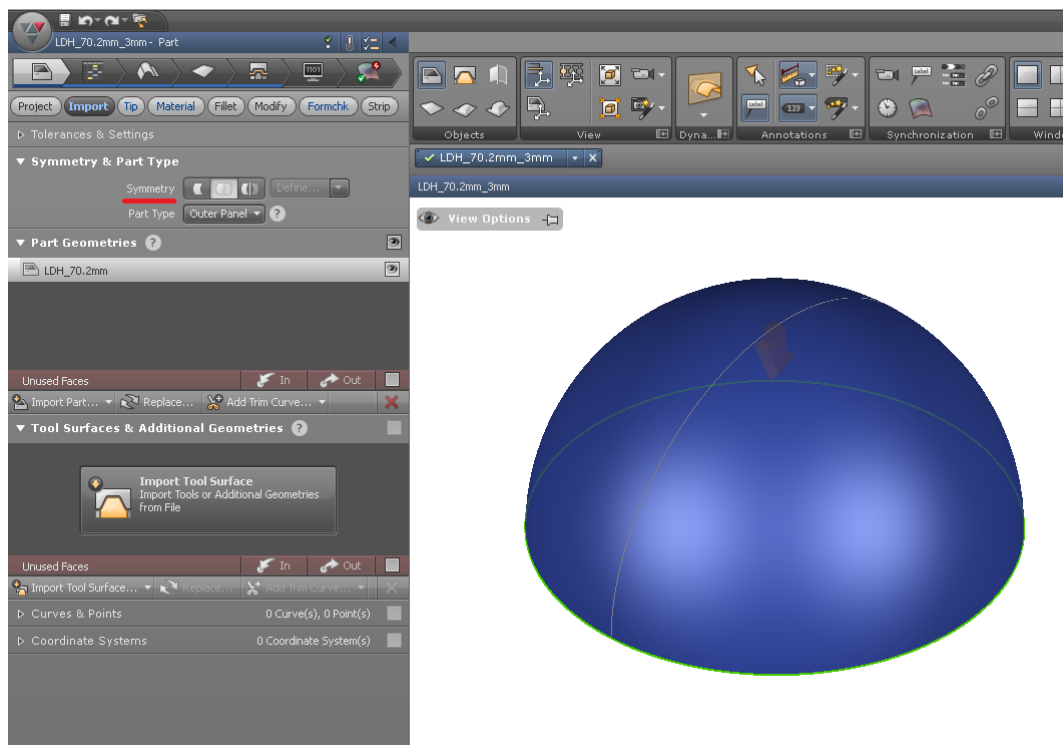 LDH_70.2mm_3mm - Part
Project Import Tip Material Fillet Modify Formchk Strip
Tolerances & Settings
Symmetry & Part Type
Symmetry Define...
Part Type Outer Panel ?
Part Geometries ?
LDH_70.2mm
Unused Faces In Out
Import Part... Replace... Add Trim Curve...
Tool Surfaces & Additional Geometries ?
Import Tool Surface
Import Tools or Additional Geometries
from File
Unused Faces In Out
Import Tool Surface... Replace... Add Trim Curve...
Curves & Points 0 Curve(s), 0 Point(s)
Coordinate Systems 0 Coordinate System(s)
Label 123 Label
Objects View Dyna... Annotations Synchronization Wind
LDH_70.2mm_3mm
LDH_70.2mm_3mm
View Options